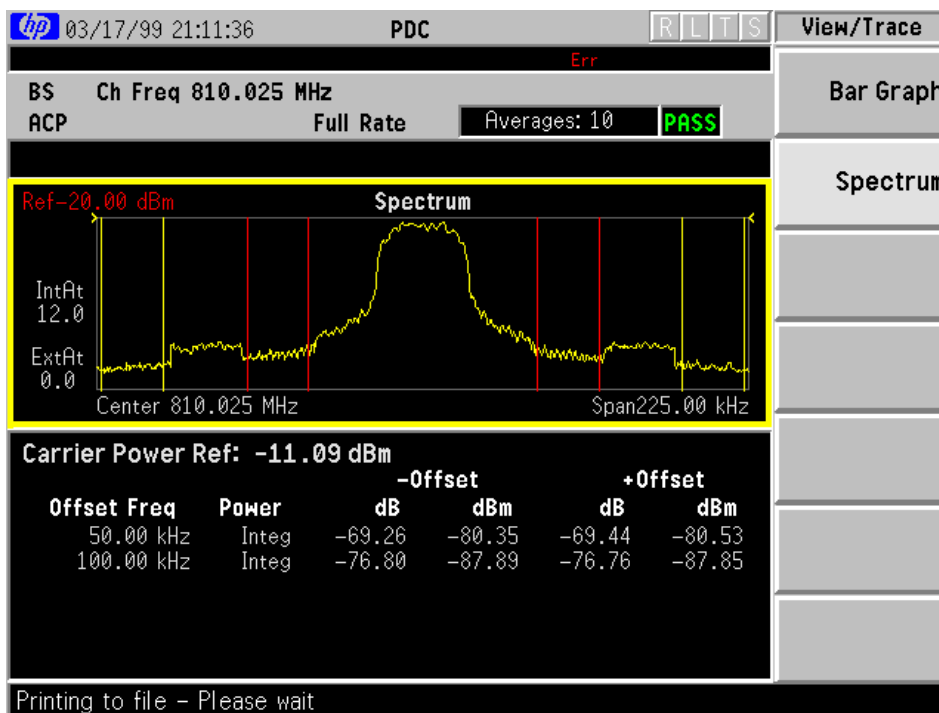 hp 03/17/99 21:11:36 PDC R L T S View/Trace
Err
BS Ch Freq 810.025 MHz
ACP Full Rate Averages: 10 PASS
Bar Graph
Spectrum
Ref-20.00 dBm Spectrum
IntAt
12.0
ExtAt
0.0
Center 810.025 MHz Span225.00 kHz
Carrier Power Ref: -11.09 dBm
-Offset +Offset
Offset Freq Power dB dBm dB dBm
50.00 kHz Integ -69.26 -80.35 -69.44 -80.53
100.00 kHz Integ -76.80 -87.89 -76.76 -87.85
Printing to file - Please wait